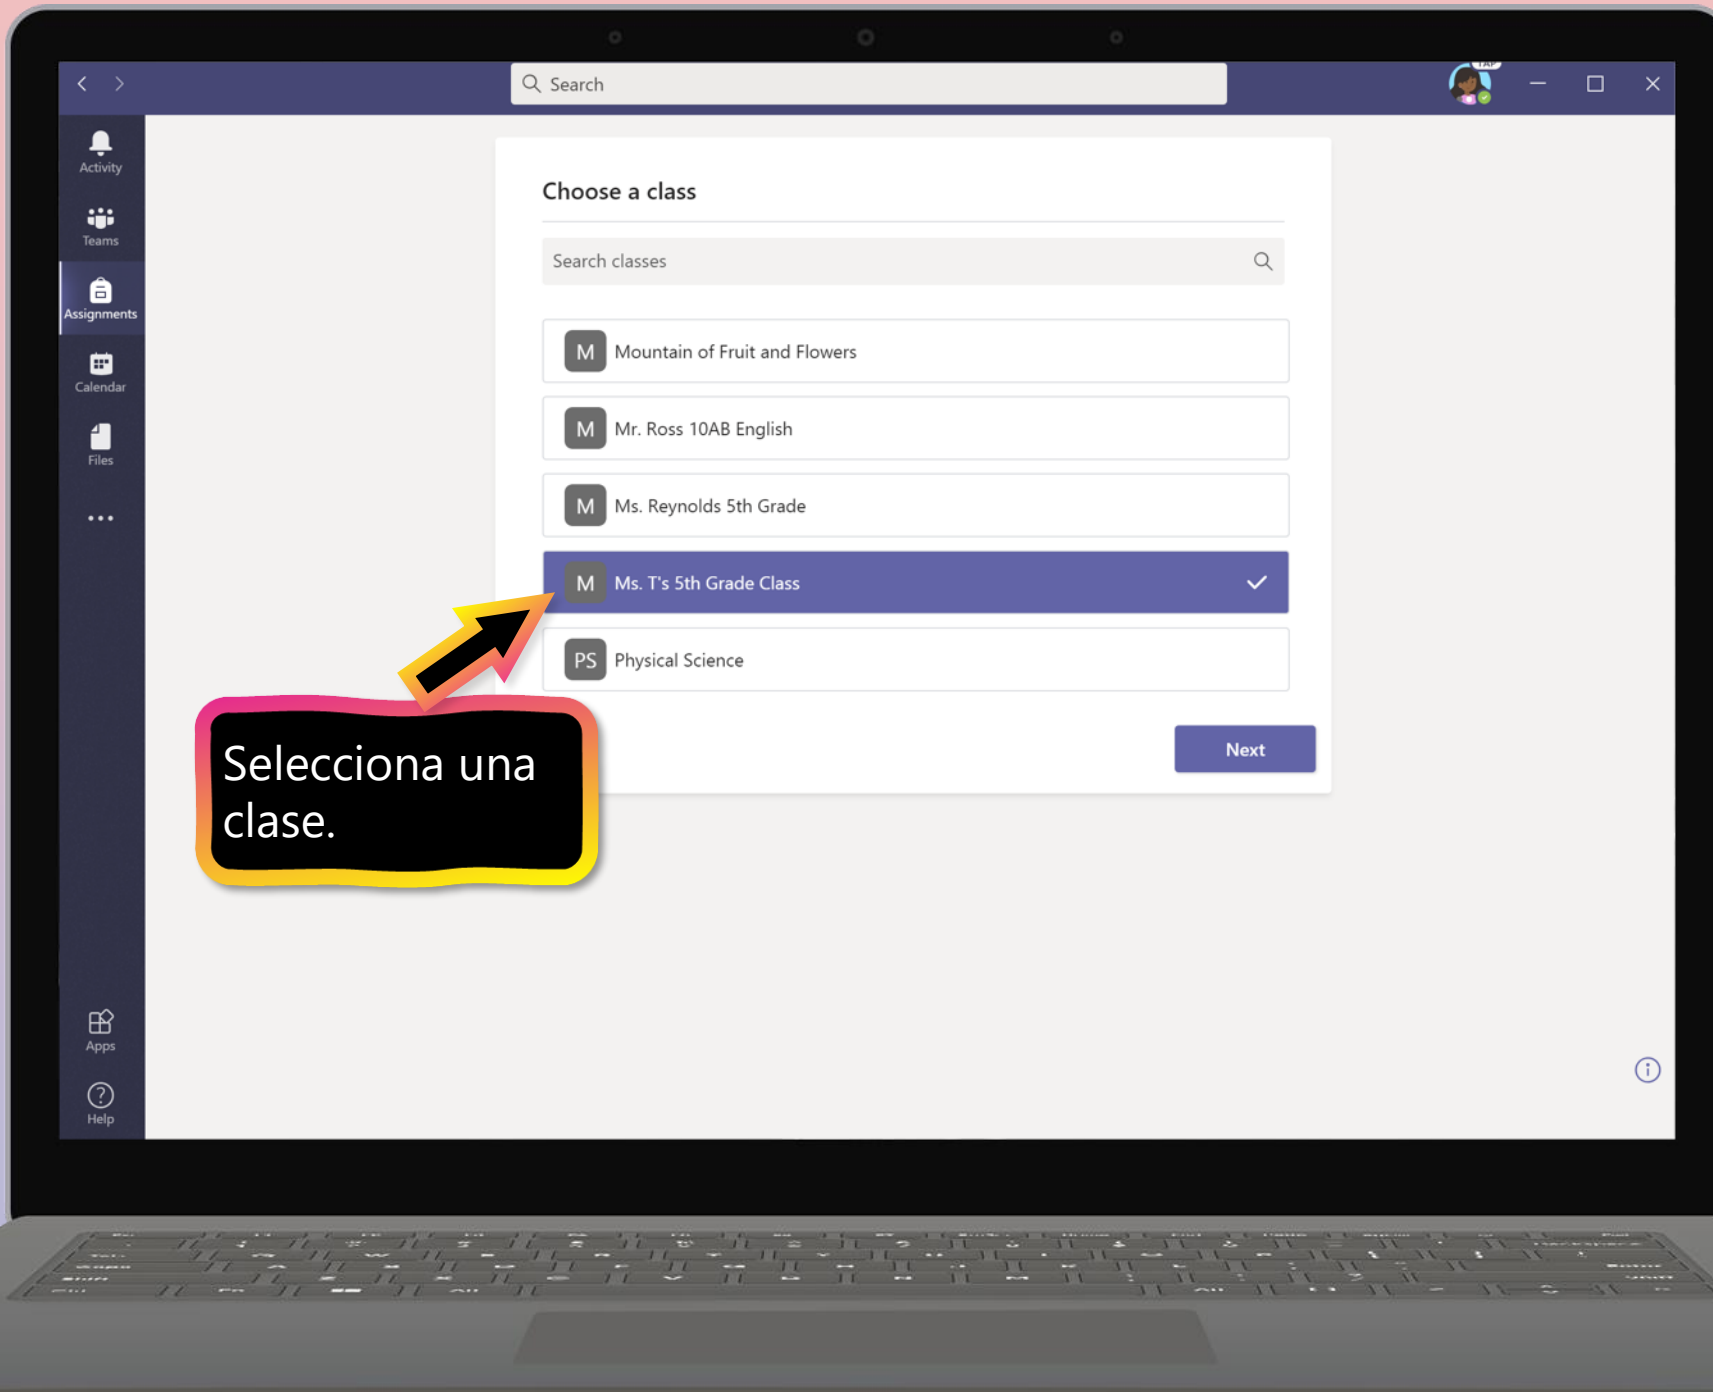 Search
TAP
Activity
Teams
Assignments
Calendar
Files
Choose a class
Search classes
M Mountain of Fruit and Flowers
M Mr. Ross 10AB English
M Ms. Reynolds 5th Grade
M Ms. T's 5th Grade Class
PS Physical Science
Next
Selecciona una
clase.
Apps
Help